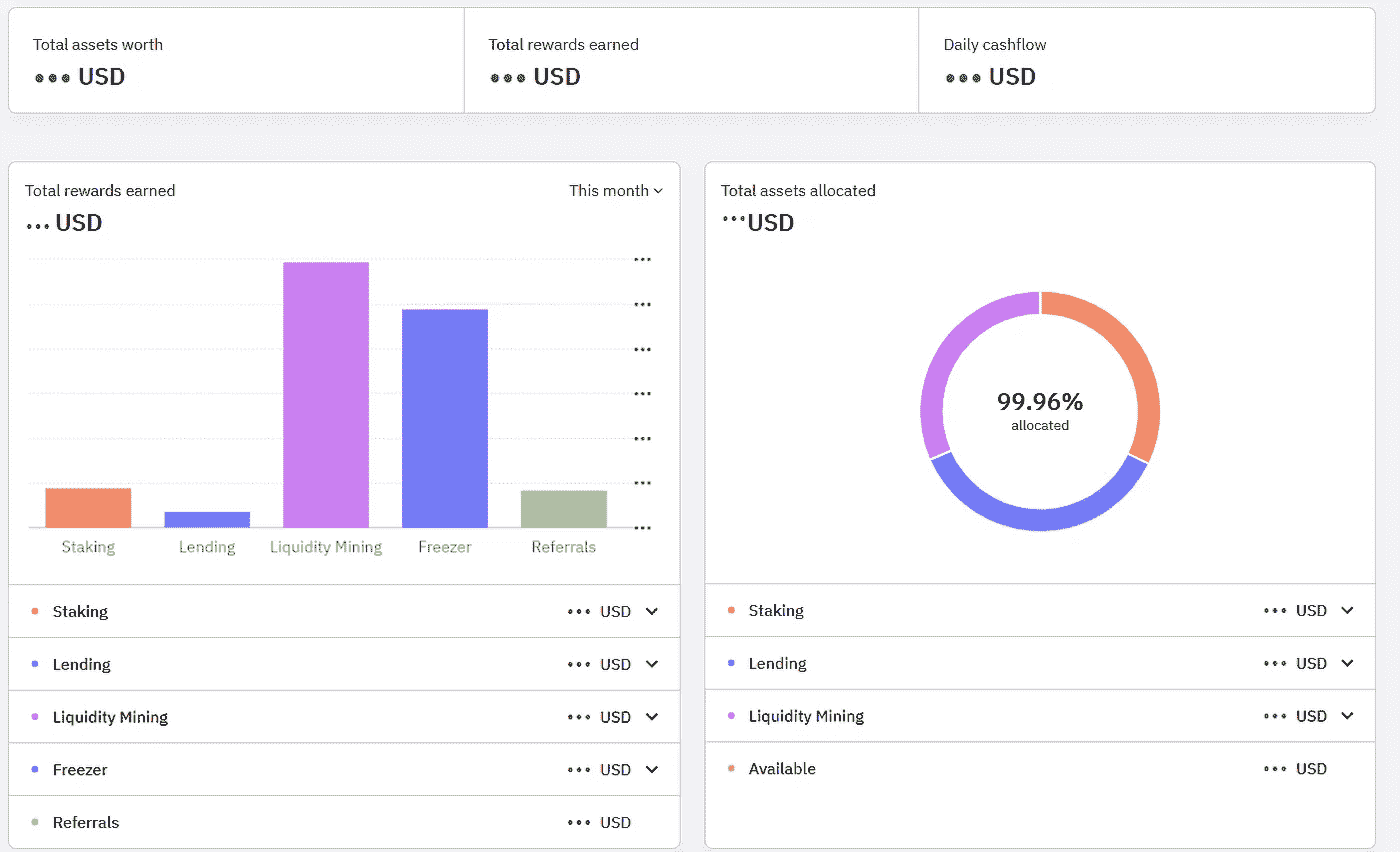 Total assets worth
••• USD
Total rewards earned
••• USD
Daily cashflow
••• USD
Total rewards earned
This month
... USD
•••
•••
•••
•••
•••
•••
•••
Staking
Lending
Liquidity Mining
Freezer
Referrals
Staking
••• USD
Lending
••• USD
Liquidity Mining
••• USD
Freezer
••• USD
Referrals
••• USD
Total assets allocated
•••USD
99.96%
allocated
Staking
••• USD
Lending
••• USD
Liquidity Mining
••• USD
Available
••• USD